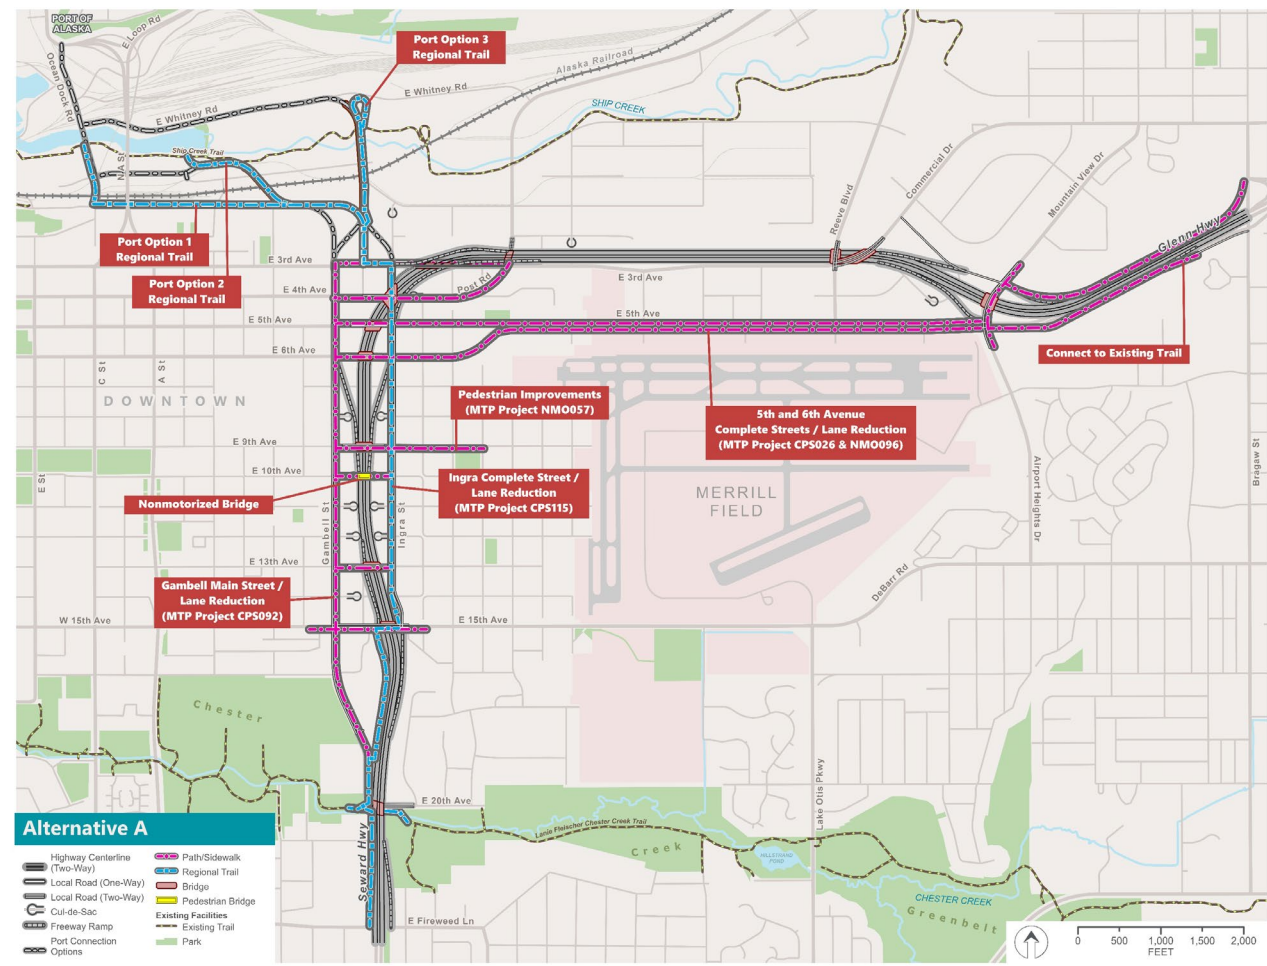 PORT OF
ALASKA
E Loop Rd
Ocean Dock Rd
Port Option 3
Regional Trail
Alaska Railroad
E Whitney Rd
E Whitney Rd
SHIP CREEK
Ship Creek Trail
N/A St
Reeve Blvd
Commercial Dr
Mountain View Dr
Glenn Hwy
Port Option 1
Regional Trail
Port Option 2
Regional Trail
E 3rd Ave
E 3rd Ave
E 4th Ave
Post Rd
E 5th Ave
E 5th Ave
E 6th Ave
Connect to Existing Trail
C St
A St
DOWNTOWN
Pedestrian Improvements
(MTP Project NMO057)
5th and 6th Avenue
Complete Streets / Lane Reduction
(MTP Project CPS026 & NMO096)
E 9th Ave
E 10th Ave
E St
Bragaw St
Nonmotorized Bridge
Ingra Complete Street /
Lane Reduction
(MTP Project CPS115)
MERRILL
FIELD
Gambell St
Ingra St
Airport Heights Dr
E 13th Ave
DeBarr Rd
Gambell Main Street /
Lane Reduction
(MTP Project CPS092)
W 15th Ave
E 15th Ave
Chester
Lake Otis Pkwy
E 20th Ave
Lanie Fleischer Chester Creek Trail
Creek
HILLSTRAND
POND
CHESTER CREEK
Greenbelt
Seward Hwy
E Fireweed Ln
Alternative A
Highway Centerline
(Two-Way)
Local Road (One-Way)
Local Road (Two-Way)
Cul-de-Sac
Freeway Ramp
Port Connection
Options
Path/Sidewalk
Regional Trail
Bridge
Pedestrian Bridge
Existing Facilities
Existing Trail
Park
0 500 1,000 1,500 2,000
FEET